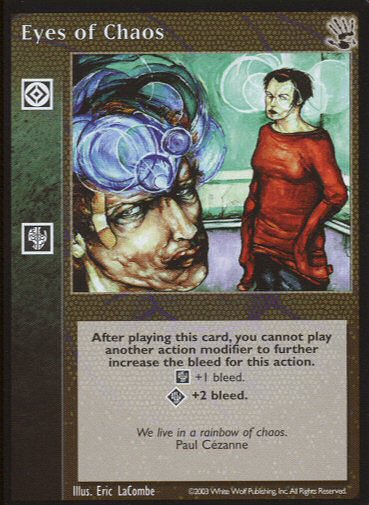 Eyes of Chaos
After playing this card, you cannot play
another action modifier to further
increase the bleed for this action.
+1 bleed.
+2 bleed.
We live in a rainbow of chaos.
Paul Cézanne
Illus. Eric LaCombe
©2003 White Wolf Publishing, Inc. All Rights Reserved.